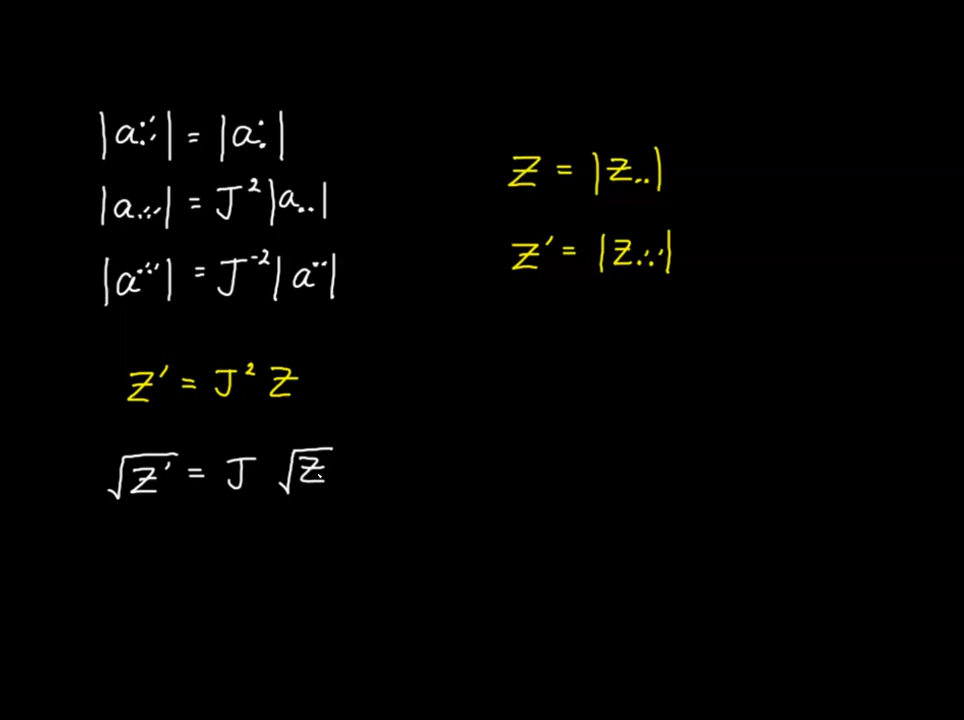 |a⋅′⋅′| = |a⋅⋅|
|a⋅′⋅′| = J² |a⋅⋅|
|a⋅′⋅′| = J⁻² |a⋅⋅|
Z' = J² Z
√Z' = J √Z
Z = |Z..|
Z' = |Z.′.′|